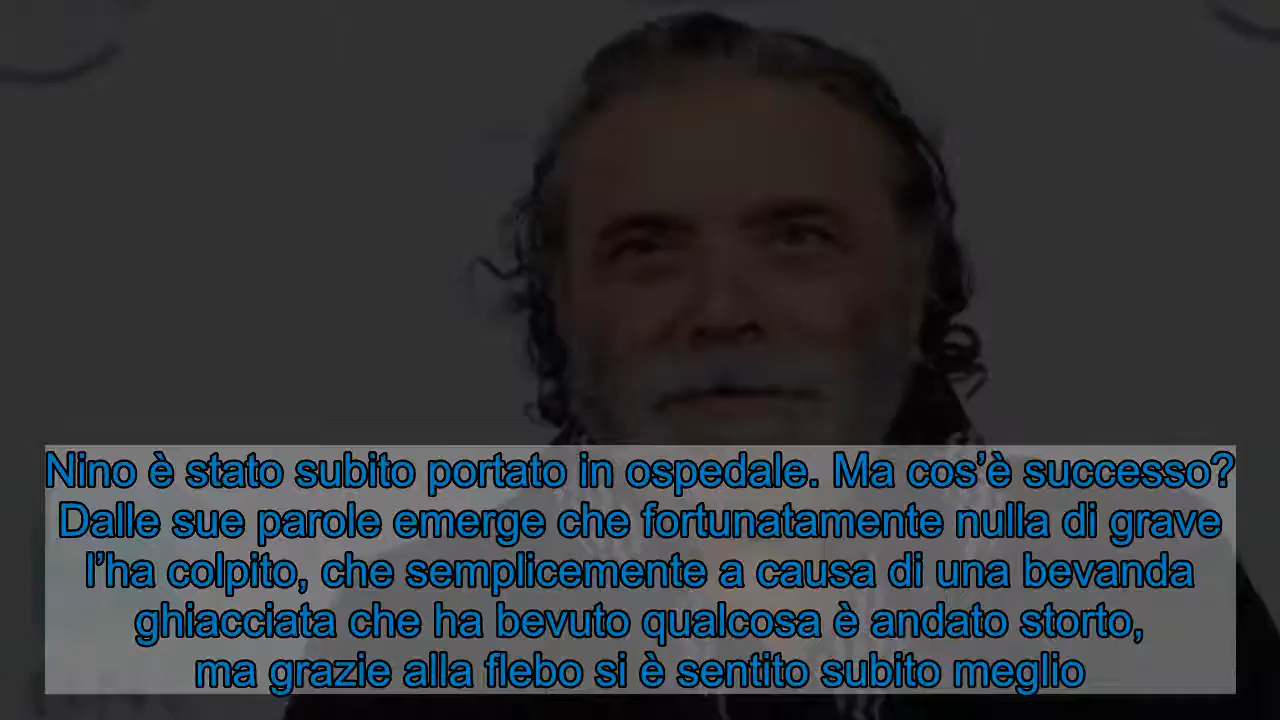 Nino è stato subito portato in ospedale. Ma cos’è successo?
Dalle sue parole emerge che fortunatamente nulla di grave
l’ha colpito, che semplicemente a causa di una bevanda
ghiacciata che ha bevuto qualcosa è andato storto,
ma grazie alla flebo si è sentito subito meglio